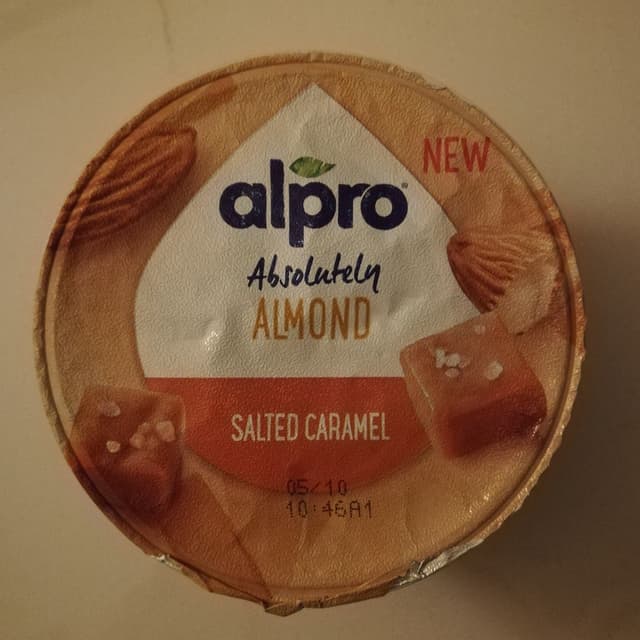 NEW
alpro
Absolutely
ALMOND
SALTED CARAMEL
05/10
10:46A1